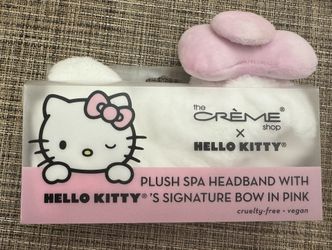 the
CRÈME®
shop
×
HELLO KITTY®
PLUSH SPA HEADBAND WITH
HELLO KITTY®'S SIGNATURE BOW IN PINK
cruelty-free • vegan